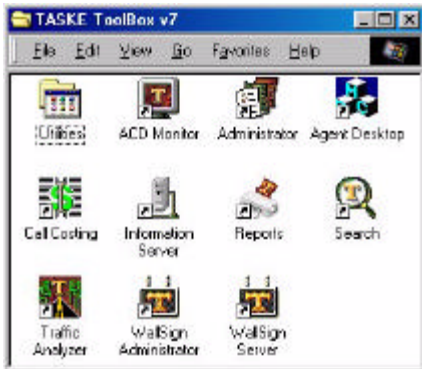 TASKE ToolBox v7
File Edit View Go Favorites Help
Utilities ACD Monitor Administrator Agent Desktop
Call Costing Information Server Reports Search
Traffic Analyzer WallSign Administrator WallSign Server